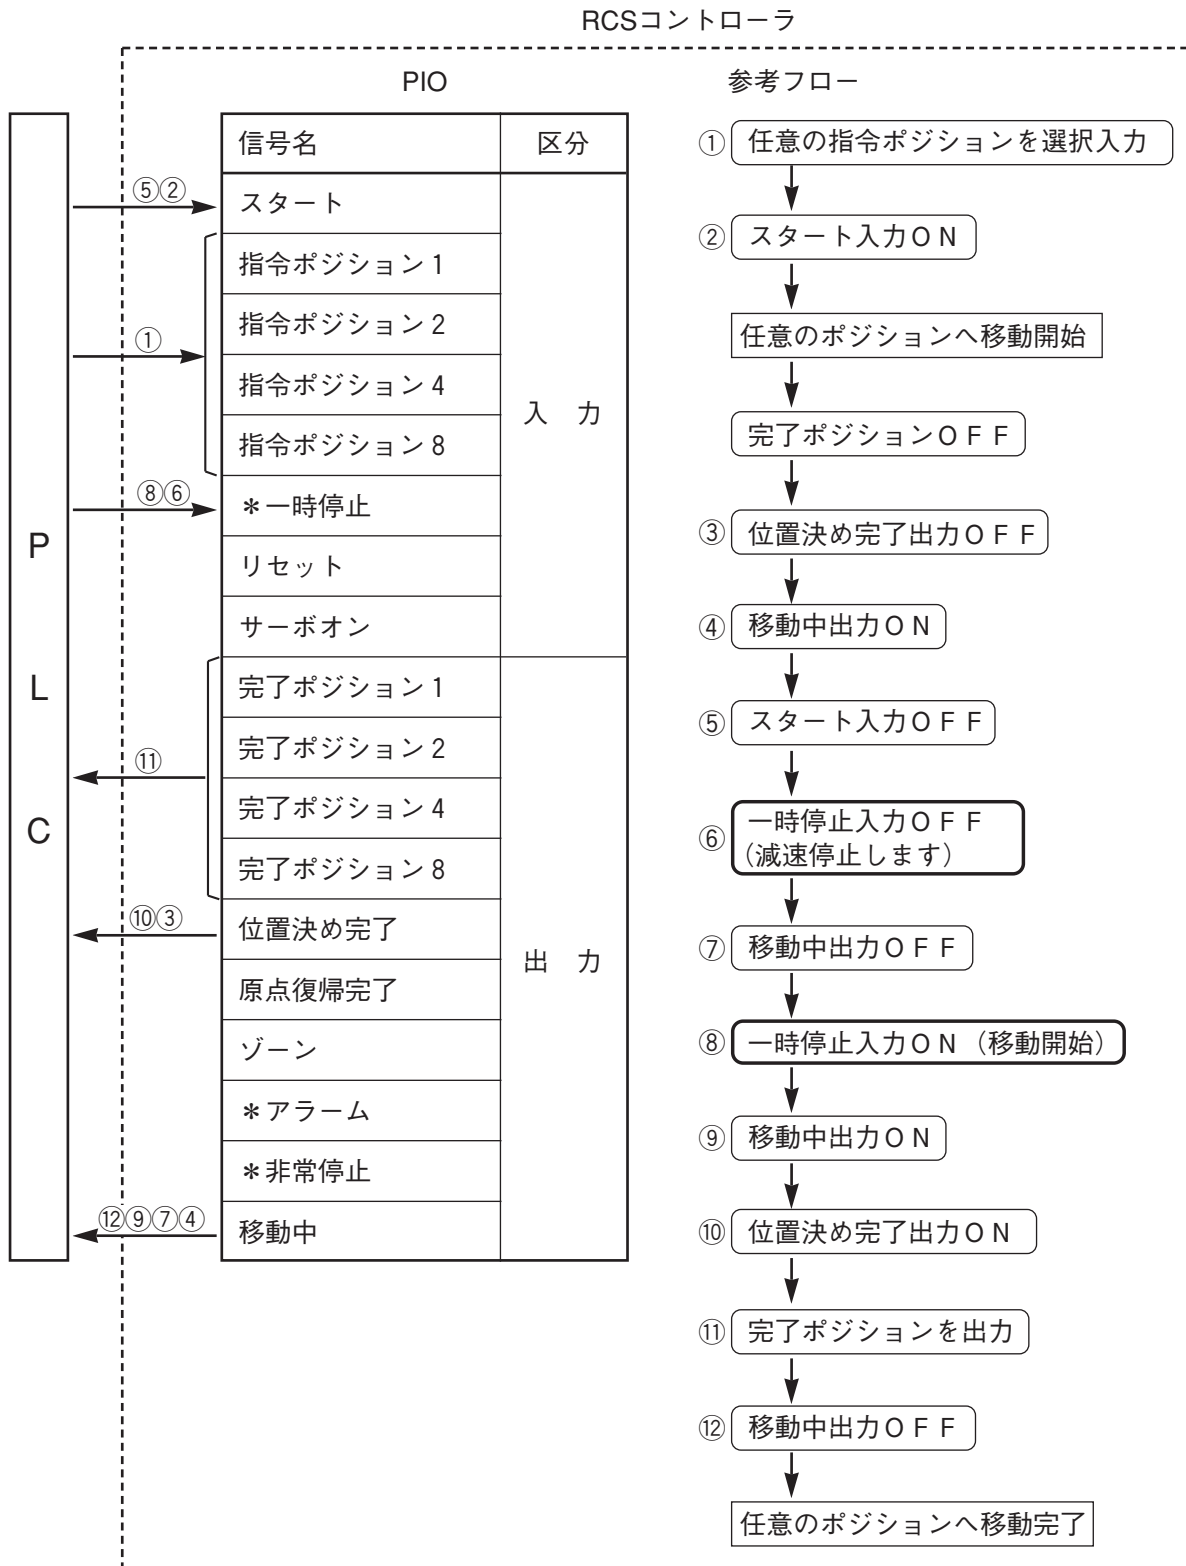 RCSコントローラ
PIO
参考フロー
P
L
C
信号名 区分
スタート
指令ポジション1
指令ポジション2
指令ポジション4
指令ポジション8
＊一時停止
リセット
サーボオン
入 力
完了ポジション1
完了ポジション2
完了ポジション4
完了ポジション8
位置決め完了
原点復帰完了
ゾーン
＊アラーム
＊非常停止
移動中
出 力
⑤②
①
⑧⑥
⑪
⑩③
⑫⑨⑦④
① 任意の指令ポジションを選択入力
② スタート入力ＯＮ
任意のポジションへ移動開始
完了ポジションＯＦＦ
③ 位置決め完了出力ＯＦＦ
④ 移動中出力ＯＮ
⑤ スタート入力ＯＦＦ
⑥ 一時停止入力ＯＦＦ
（減速停止します）
⑦ 移動中出力ＯＦＦ
⑧ 一時停止入力ＯＮ（移動開始）
⑨ 移動中出力ＯＮ
⑩ 位置決め完了出力ＯＮ
⑪ 完了ポジションを出力
⑫ 移動中出力ＯＦＦ
任意のポジションへ移動完了